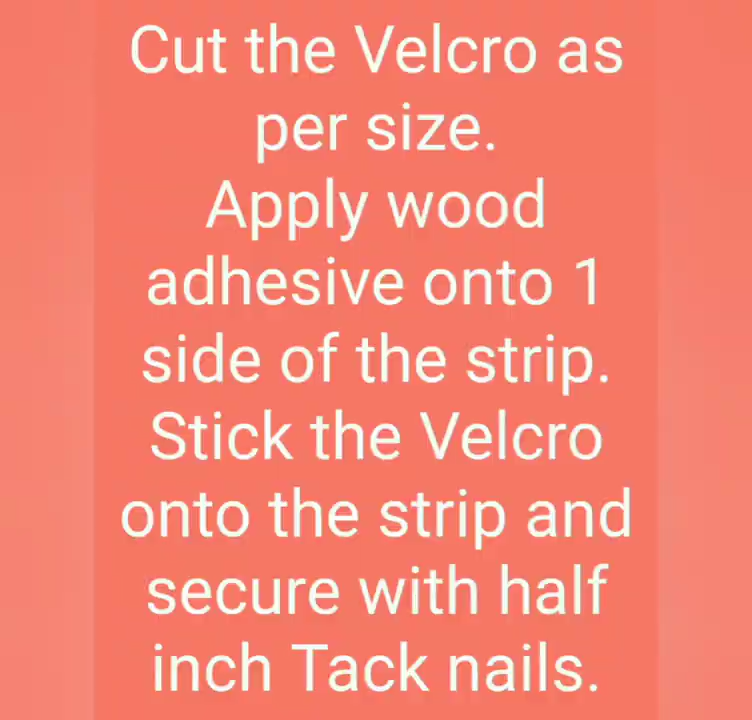 Cut the Velcro as
per size.
Apply wood
adhesive onto 1
side of the strip.
Stick the Velcro
onto the strip and
secure with half
inch Tack nails.